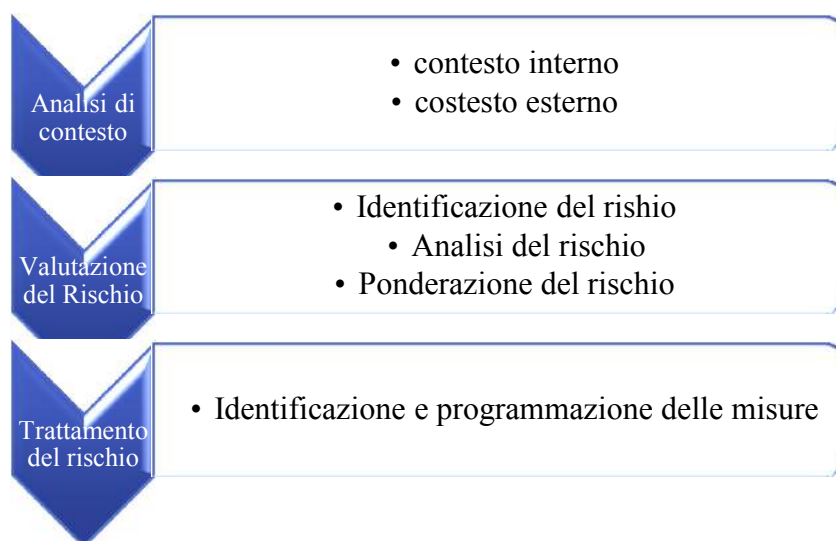 Analisi di
contesto
• contesto interno
• costesto esterno
Valutazione
del Rischio
• Identificazione del rishio
• Analisi del rischio
• Ponderazione del rischio
Trattamento
del rischio
• Identificazione e programmazione delle misure